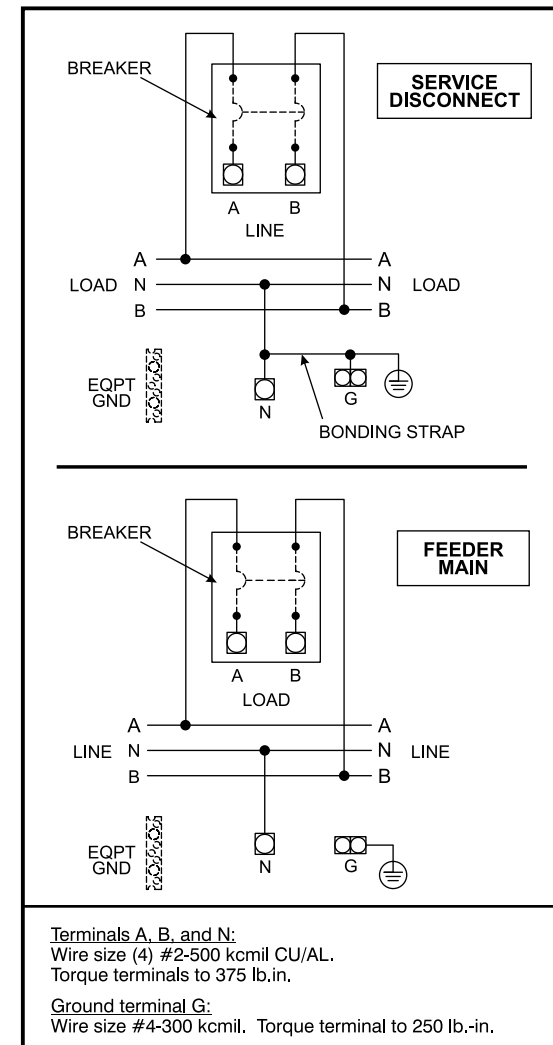 BREAKER
SERVICE
DISCONNECT
A B
LINE
A A
LOAD N N LOAD
B B
EQPT
GND
N
G
BONDING STRAP
BREAKER
FEEDER
MAIN
A B
LOAD
A A
LINE N N LINE
B B
EQPT
GND
N
G
Terminals A, B, and N:
Wire size (4) #2-500 kcmil CU/AL.
Torque terminals to 375 lb.in.
Ground terminal G:
Wire size #4-300 kcmil. Torque terminal to 250 lb.-in.